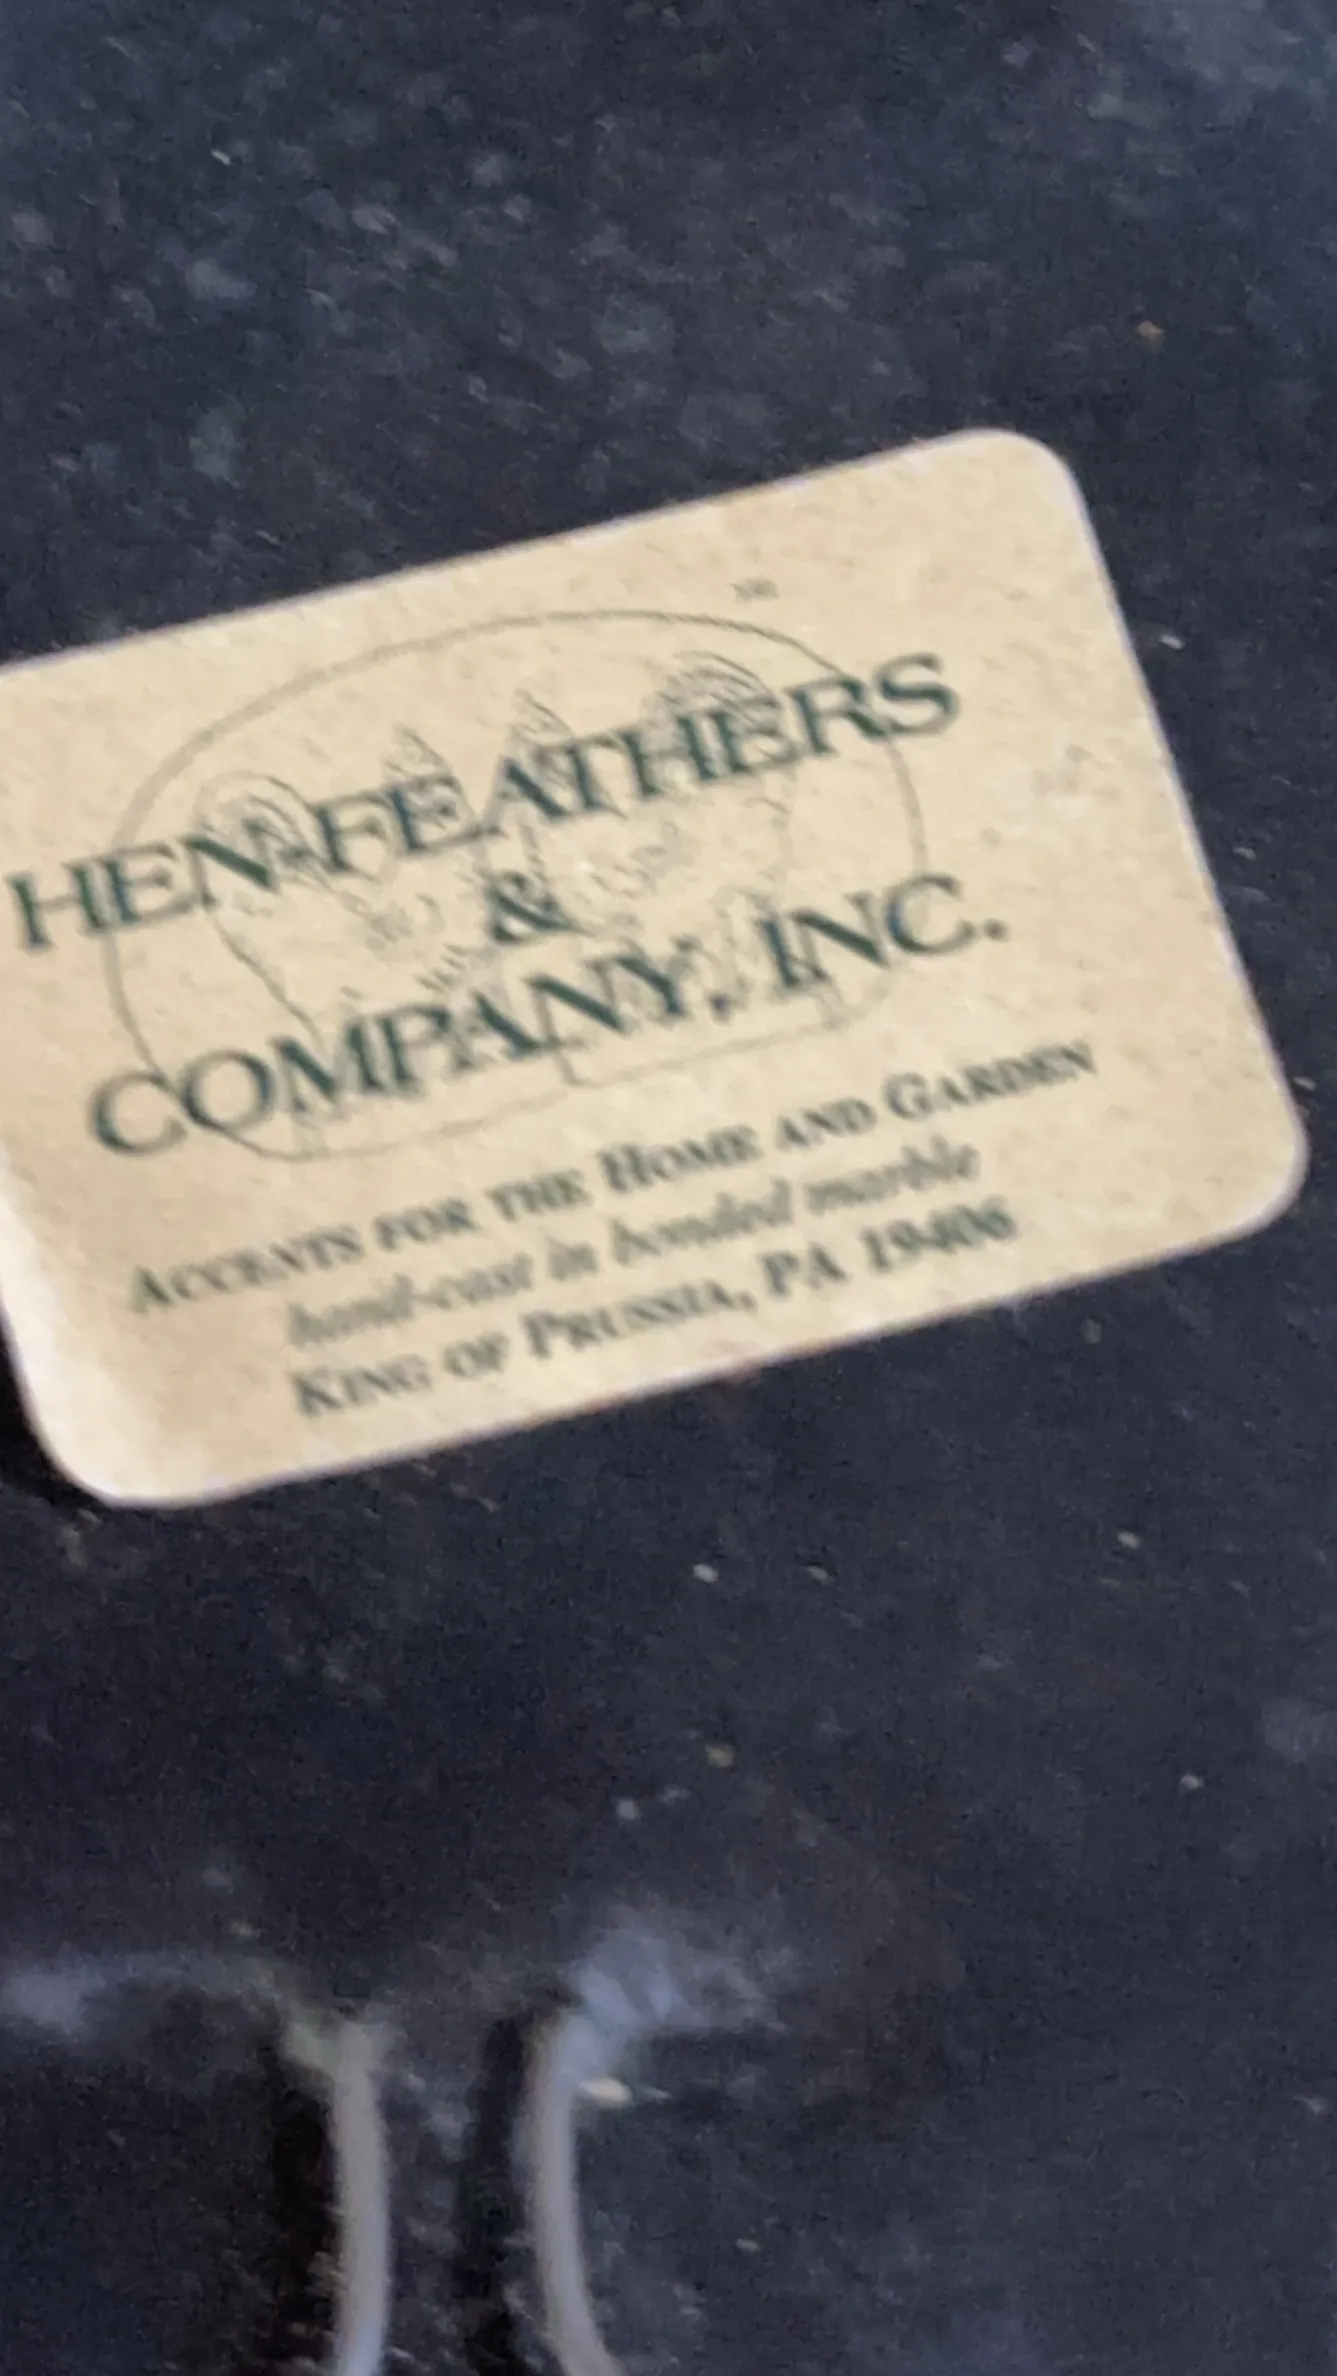 HEN-FEATHERS
&
COMPANY, INC.
ACCENTS FOR THE HOME AND GARDEN
hand-cast in bonded marble
KING OF PRUSSIA, PA 19406